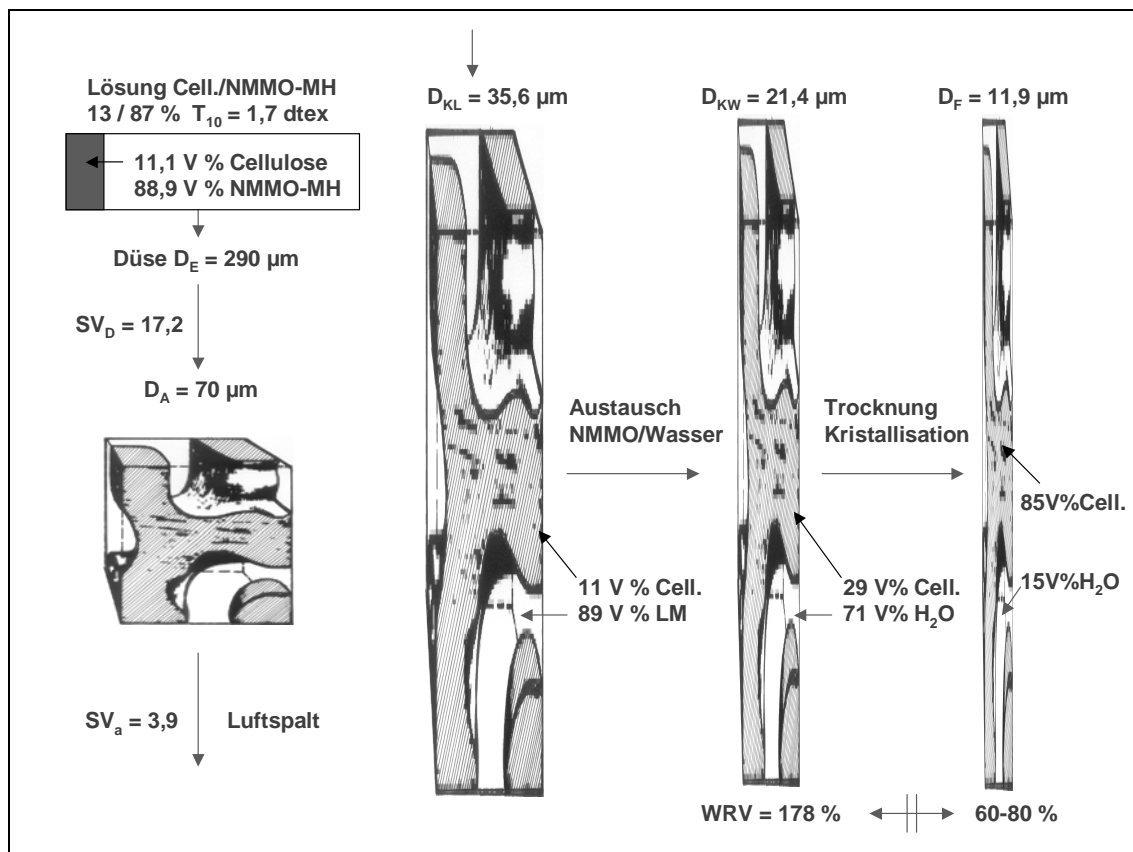 Lösung Cell./NMMO-MH
13 / 87 % T10 = 1,7 dtex
11,1 V % Cellulose
88,9 V % NMMO-MH
Düse DE = 290 µm
SVD = 17,2
DA = 70 µm
SVa = 3,9 Luftspalt
DKL = 35,6 µm
11 V % Cell.
89 V % LM
Austausch
NMMO/Wasser
DKW = 21,4 µm
29 V% Cell.
71 V% H2O
WRV = 178 %
Trocknung
Kristallisation
DF = 11,9 µm
85V%Cell.
15V%H2O
60-80 %